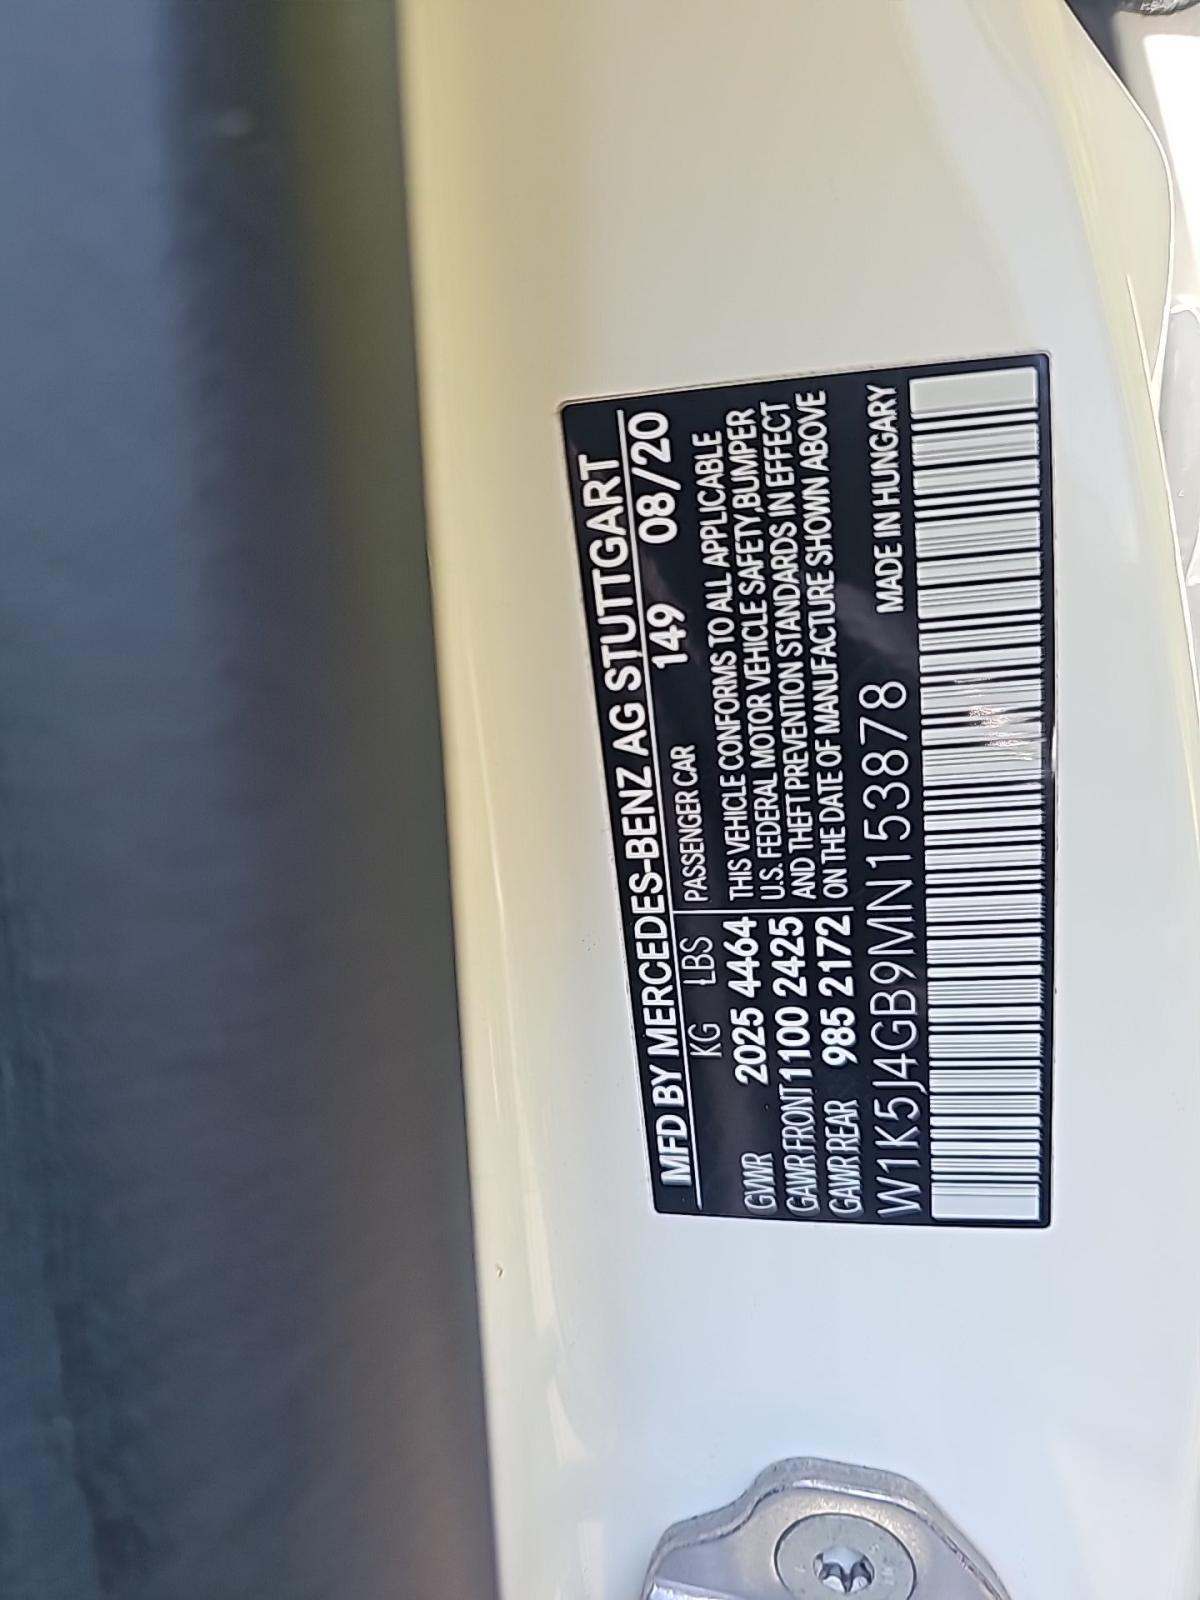 MFD BY MERCEDES-BENZ AG STUTTGART
KG LBS PASSENGER CAR 149 08/20
GVWR 2025 4464 THIS VEHICLE CONFORMS TO ALL APPLICABLE
U.S. FEDERAL MOTOR VEHICLE SAFETY,BUMPER
GAWR FRONT 1100 2425 AND THEFT PREVENTION STANDARDS IN EFFECT
GAWR REAR 985 2172 ON THE DATE OF MANUFACTURE SHOWN ABOVE
W1K5J4GB9MN153878 MADE IN HUNGARY